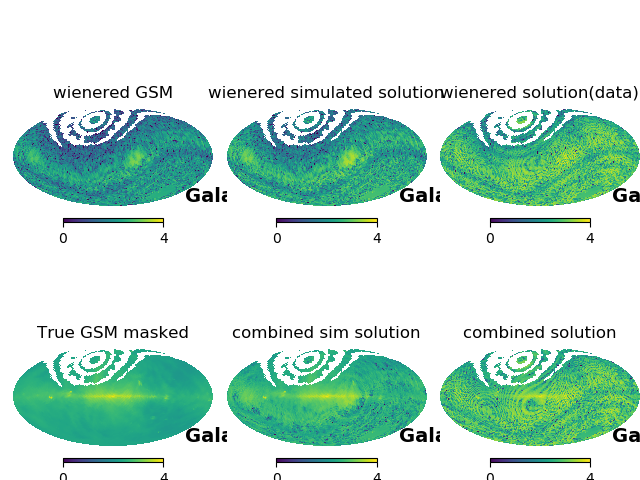 wienered GSM wienered simulated solution wienered solution(data)
Gala Gala Ga
0 4 0 4 0 4
True GSM masked combined sim solution combined solution
Gala Gala Ga
0 4 0 4 0 4